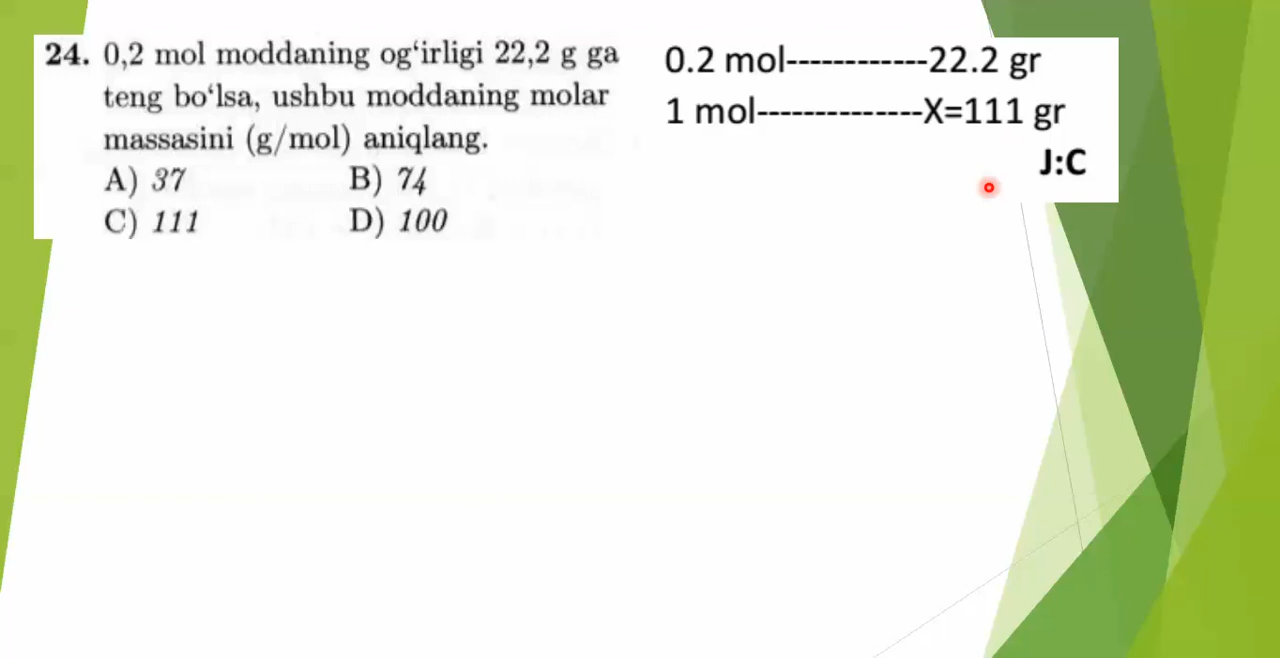 24. 0,2 mol moddaning og‘irligi 22,2 g ga
teng bo‘lsa, ushbu moddaning molar
massasini (g/mol) aniqlang.
A) 37 B) 74
C) 111 D) 100
0.2 mol------------22.2 gr
1 mol--------------X=111 gr
J:C